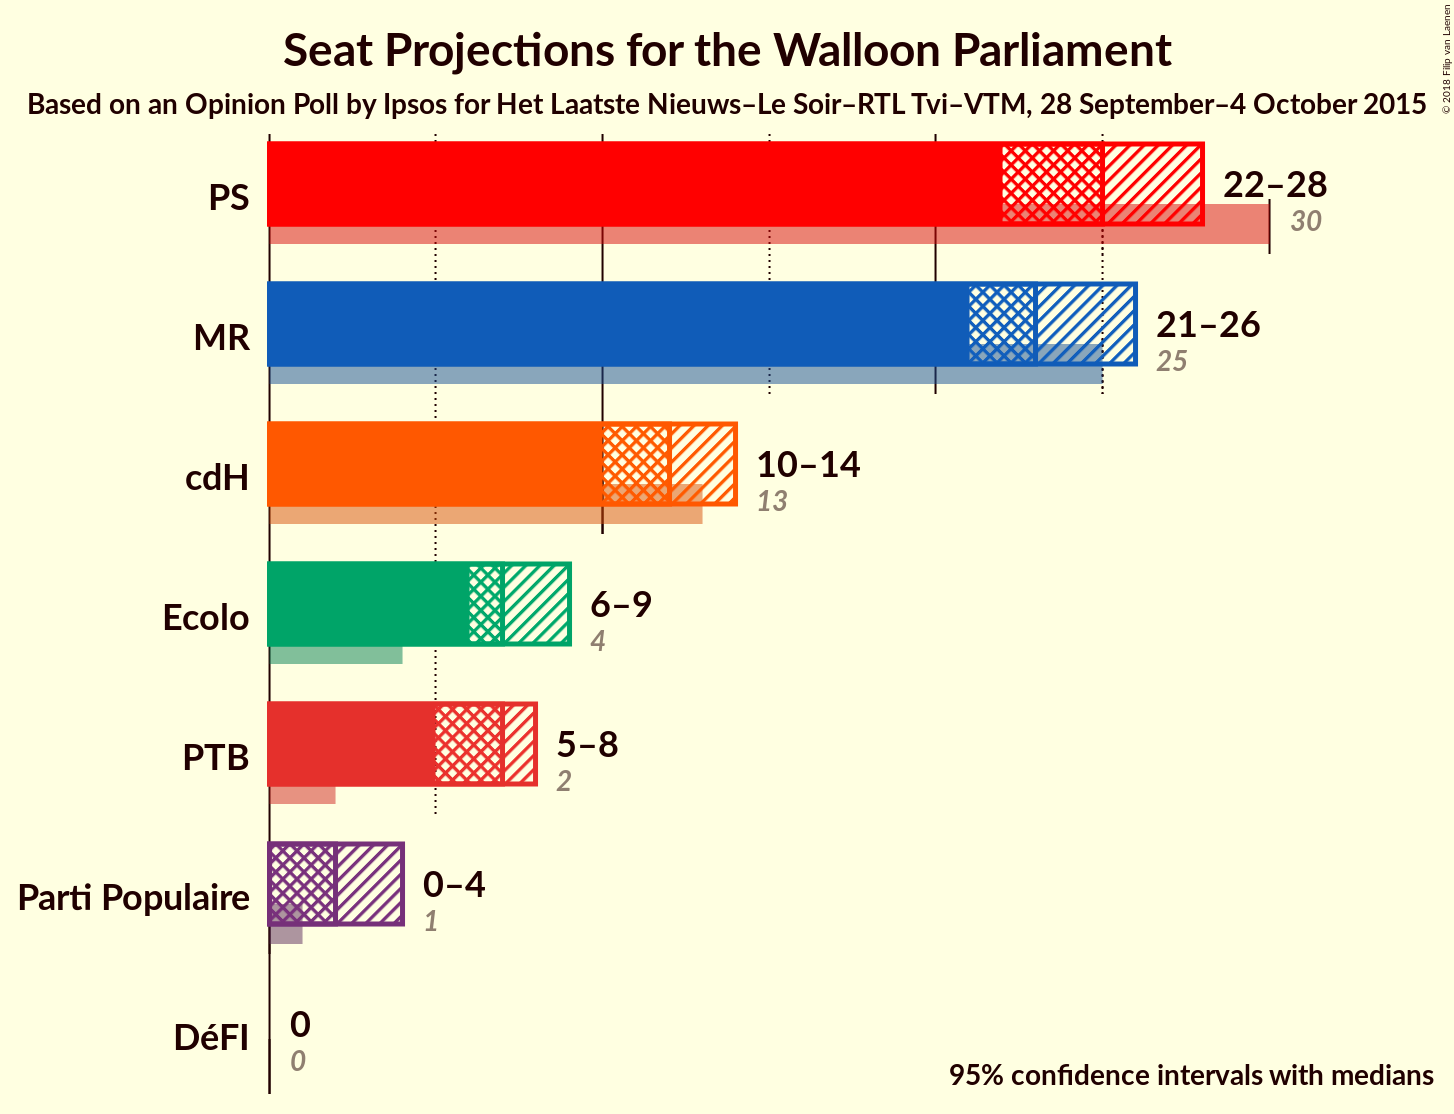 Seat Projections for the Walloon Parliament
Based on an Opinion Poll by Ipsos for Het Laatste Nieuws–Le Soir–RTL Tvi–VTM, 28 September–4 October 2015
© 2018 Filip van Laenen
PS
22–28
30
MR
21–26
25
cdH
10–14
13
Ecolo
6–9
4
PTB
5–8
2
Parti Populaire
0–4
1
DéFI
0
0
95% confidence intervals with medians